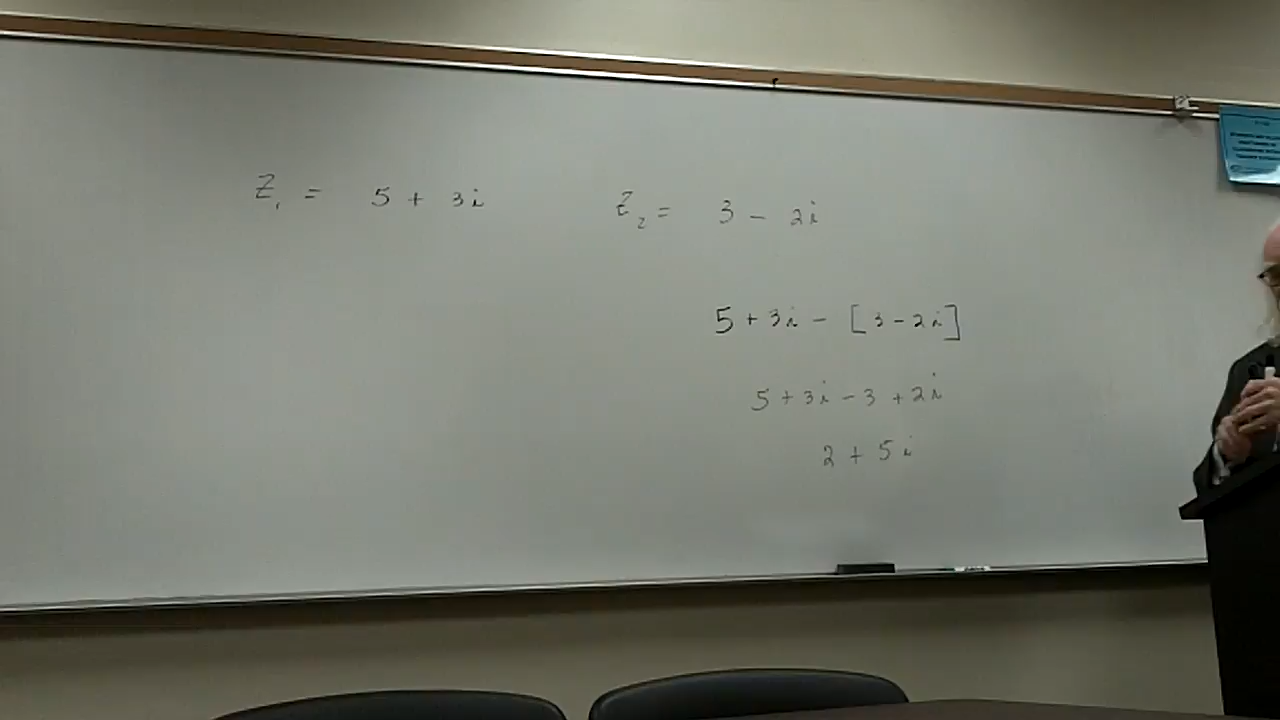 Z₁ = 5 + 3i Z₂ = 3 - 2i
5 + 3i - [3 - 2i]
5 + 3i - 3 + 2i
2 + 5i